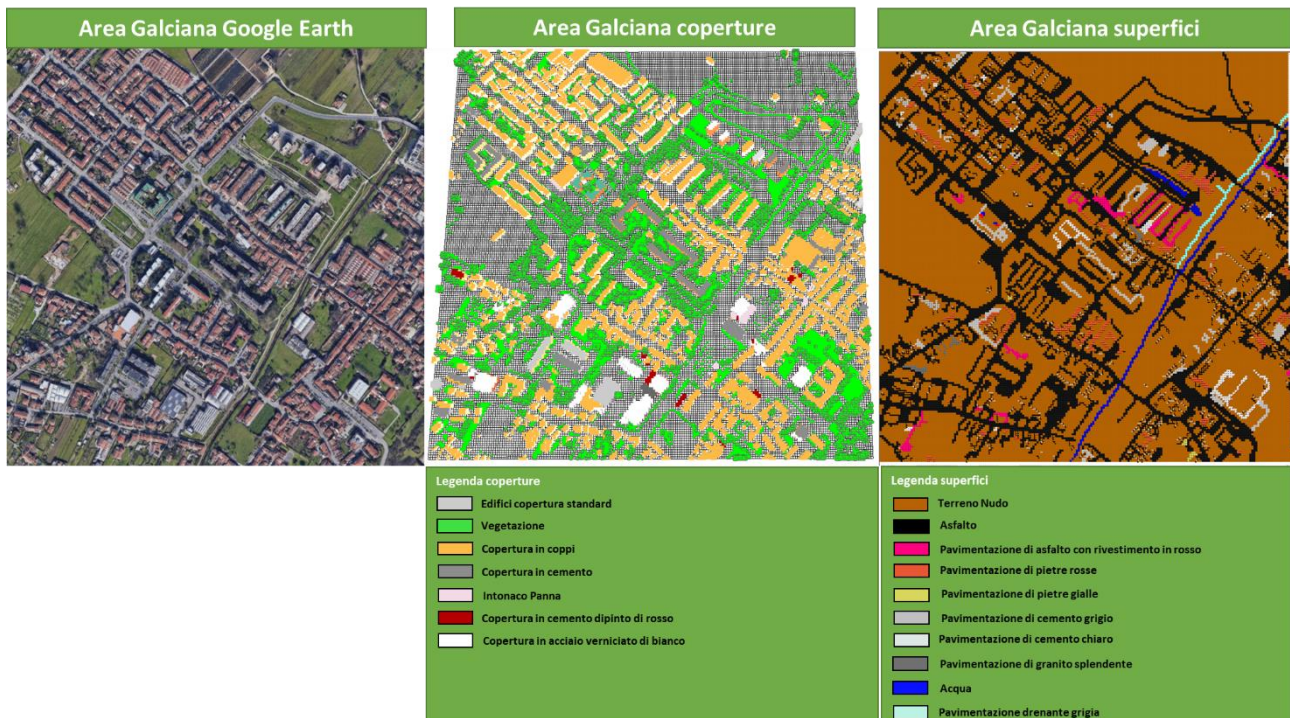 Area Galciana Google Earth
Area Galciana coperture
Area Galciana superfici
Legenda coperture
Edifici copertura standard
Vegetazione
Copertura in coppi
Copertura in cemento
Intonaco Panna
Copertura in cemento dipinto di rosso
Copertura in acciaio verniciato di bianco
Legenda superfici
Terreno Nudo
Asfalto
Pavimentazione di asfalto con rivestimento in rosso
Pavimentazione di pietre rosse
Pavimentazione di pietre gialle
Pavimentazione di cemento grigio
Pavimentazione di cemento chiaro
Pavimentazione di granito splendente
Acqua
Pavimentazione drenante grigia